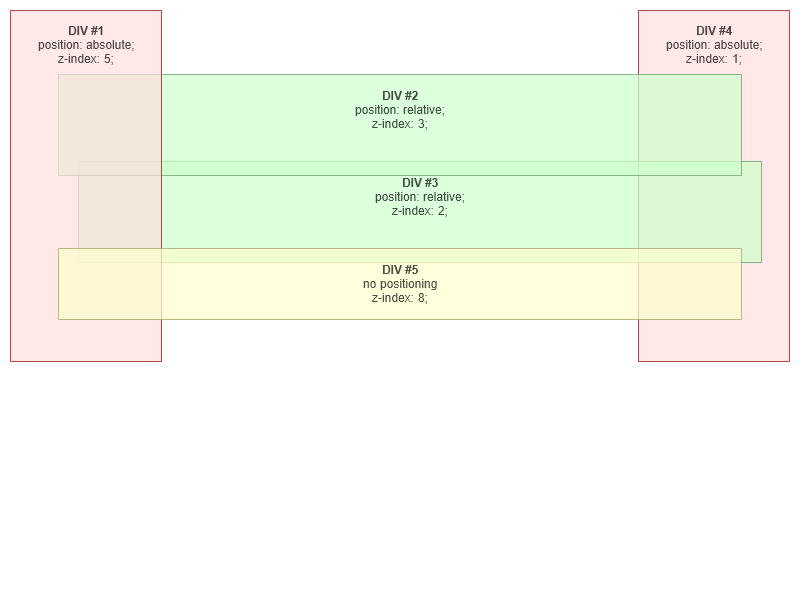 DIV #1
position: absolute;
z-index: 5;
DIV #4
position: absolute;
z-index: 1;
DIV #2
position: relative;
z-index: 3;
DIV #3
position: relative;
z-index: 2;
DIV #5
no positioning
z-index: 8;